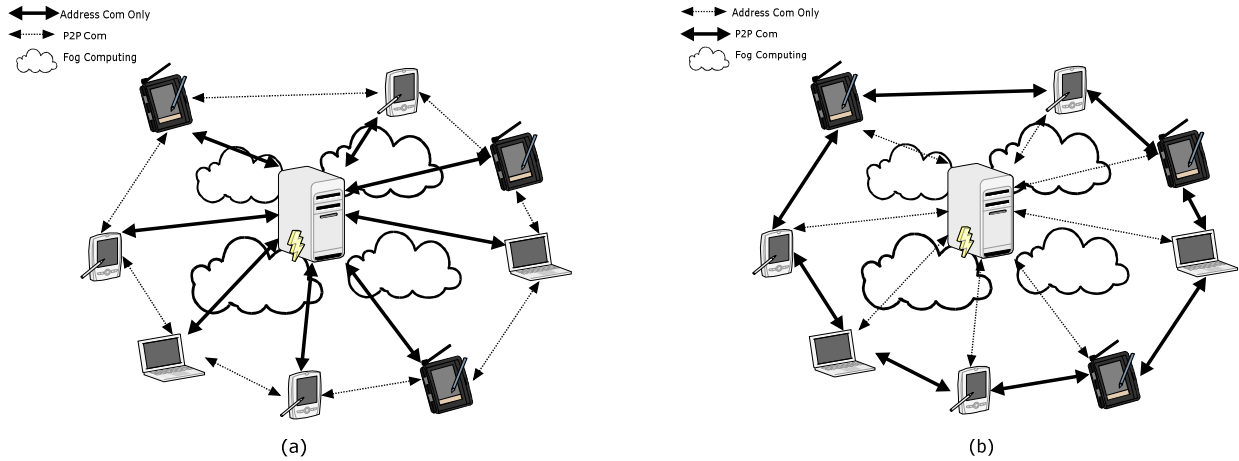 Address Com Only
P2P Com
Fog Computing
(a)
Address Com Only
P2P Com
Fog Computing
(b)